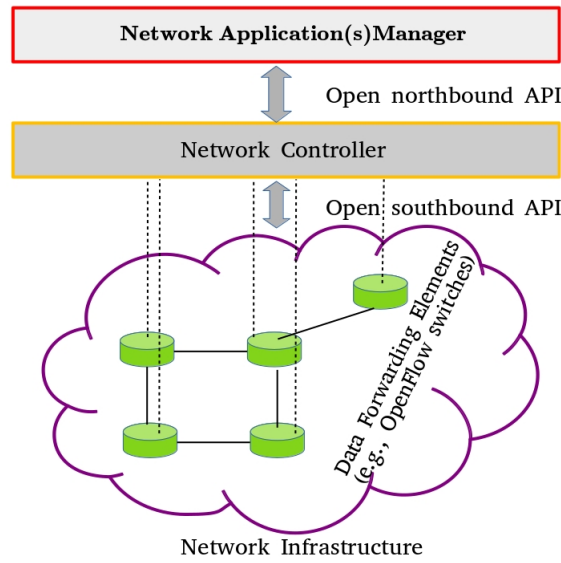 Network Application(s)Manager
Open northbound API
Network Controller
Open southbound API
Data Forwarding Elements
(e.g., OpenFlow switches)
Network Infrastructure